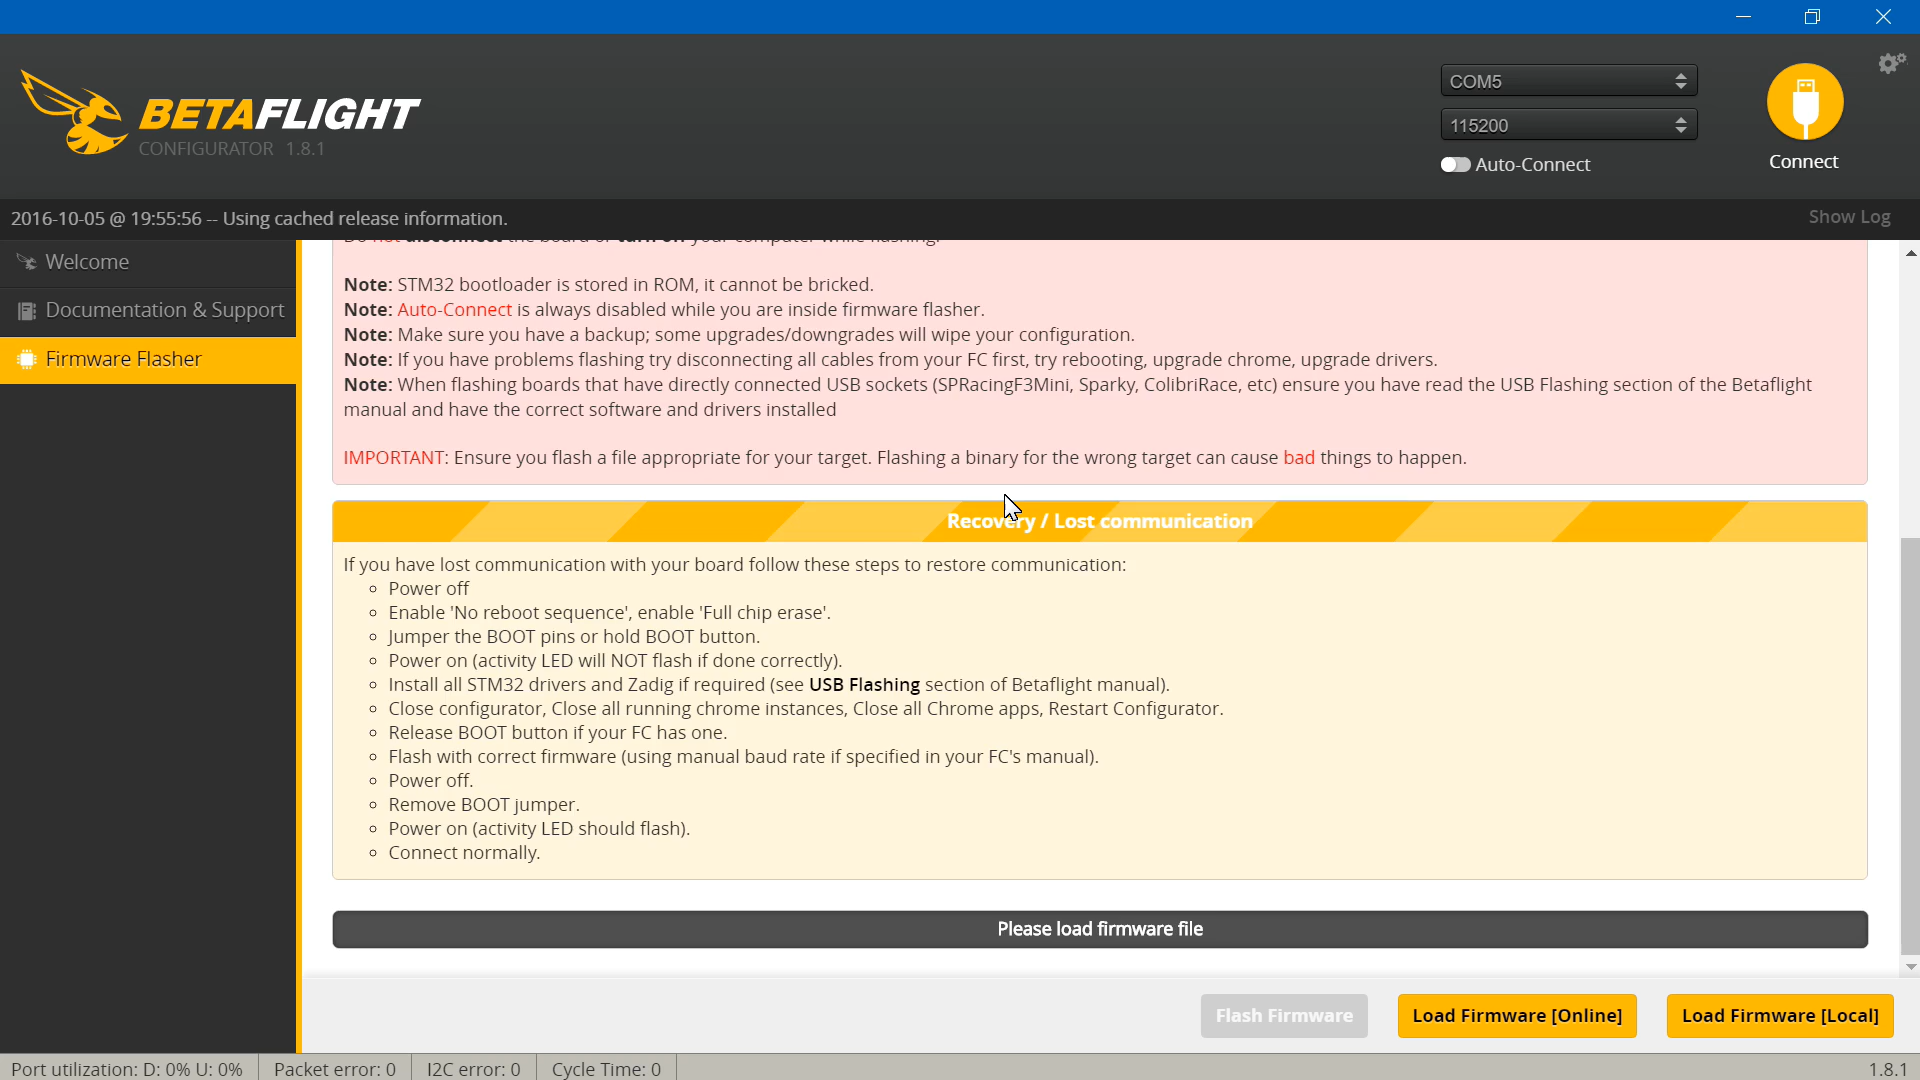 BETAFLIGHT
CONFIGURATOR 1.8.1
COM5
115200
Auto-Connect
Connect
2016-10-05 @ 19:55:56 -- Using cached release information.
Show Log
Welcome
Documentation & Support
Firmware Flasher
Do not disconnect the board or turn off your computer while flashing.
Note: STM32 bootloader is stored in ROM, it cannot be bricked.
Note: Auto-Connect is always disabled while you are inside firmware flasher.
Note: Make sure you have a backup; some upgrades/downgrades will wipe your configuration.
Note: If you have problems flashing try disconnecting all cables from your FC first, try rebooting, upgrade chrome, upgrade drivers.
Note: When flashing boards that have directly connected USB sockets (SPRacingF3Mini, Sparky, ColibriRace, etc) ensure you have read the USB Flashing section of the Betaflight
manual and have the correct software and drivers installed
IMPORTANT: Ensure you flash a file appropriate for your target. Flashing a binary for the wrong target can cause bad things to happen.
Recovery / Lost communication
If you have lost communication with your board follow these steps to restore communication:
Power off
Enable 'No reboot sequence', enable 'Full chip erase'.
Jumper the BOOT pins or hold BOOT button.
Power on (activity LED will NOT flash if done correctly).
Install all STM32 drivers and Zadig if required (see USB Flashing section of Betaflight manual).
Close configurator, Close all running chrome instances, Close all Chrome apps, Restart Configurator.
Release BOOT button if your FC has one.
Flash with correct firmware (using manual baud rate if specified in your FC's manual).
Power off.
Remove BOOT jumper.
Power on (activity LED should flash).
Connect normally.
Please load firmware file
Flash Firmware
Load Firmware [Online]
Load Firmware [Local]
Port utilization: D: 0% U: 0%
Packet error: 0
I2C error: 0
Cycle Time: 0
1.8.1